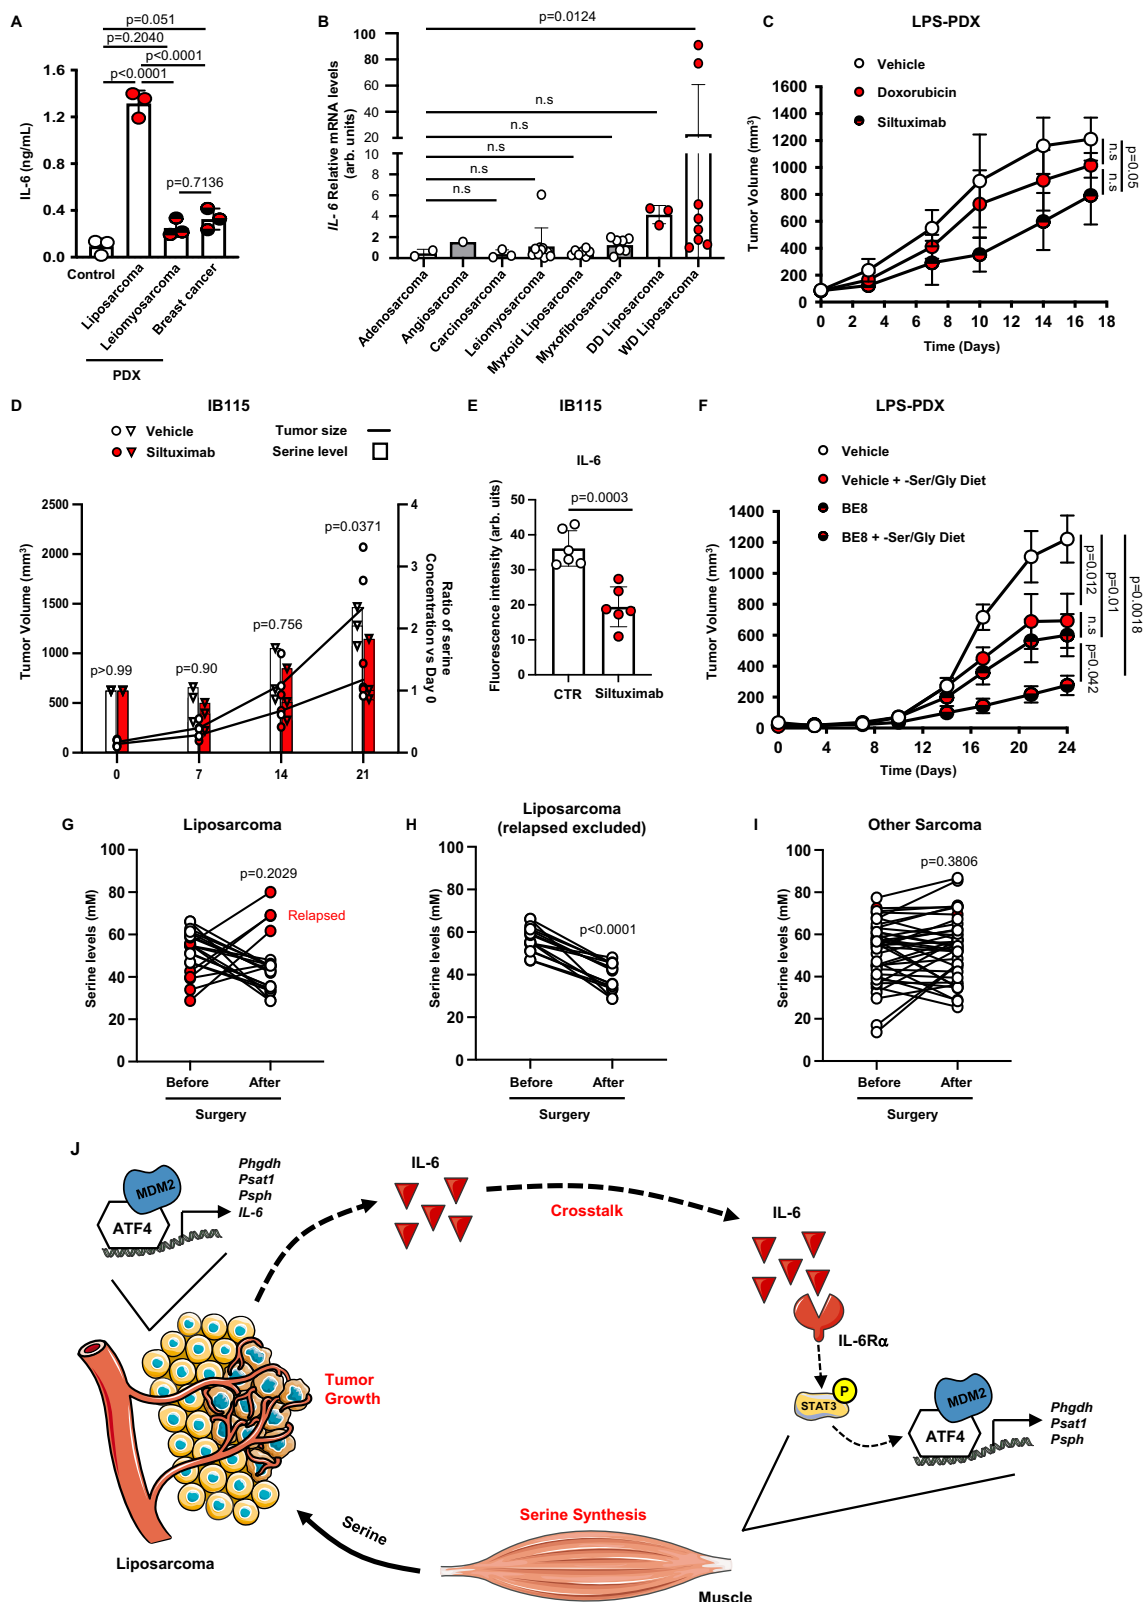 A
p=0.051
p=0.2040
p<0.0001
p<0.0001
p=0.7136
IL-6 (ng/mL)
1.6
1.2
0.8
0.4
0.0
Control
Liposarcoma
Leiomyosarcoma
Breast cancer
PDX
B
p=0.0124
n.s
n.s
n.s
n.s
n.s
n.s
IL- 6 Relative mRNA levels
(arb. units)
100
80
60
40
20
10
8
6
4
2
0
Adenosarcoma
Angiosarcoma
Carcinosarcoma
Leiomyosarcoma
Myxoid Liposarcoma
Myxofibrosarcoma
DD Liposarcoma
WD Liposarcoma
C
LPS-PDX
Vehicle
Doxorubicin
Siltuximab
Tumor Volume (mm³)
1600
1400
1200
1000
800
600
400
200
0
0 2 4 6 8 10 12 14 16 18
Time (Days)
n.s
n.s
p=0.05
D
IB115
Vehicle
Siltuximab
Tumor size
Serine level
Tumor Volume (mm³)
2500
2000
1500
1000
500
0
p>0.99
p=0.90
p=0.756
p=0.0371
4
3
2
1
0
Ratio of serine
Concentration vs Day 0
0 7 14 21
E
IB115
IL-6
p=0.0003
Fluorescence intensity (arb. uits)
50
40
30
20
10
0
CTR Siltuximab
F
LPS-PDX
Vehicle
Vehicle + -Ser/Gly Diet
BE8
BE8 + -Ser/Gly Diet
Tumor Volume (mm³)
1400
1200
1000
800
600
400
200
0
0 3 7 10 14 17 21 24
Time (Days)
p=0.012
n.s
p=0.042
p=0.01
p=0.0018
G
Liposarcoma
p=0.2029
Relapsed
Serine levels (mM)
100
80
60
40
20
0
Before After
Surgery
H
Liposarcoma
(relapsed excluded)
p<0.0001
Serine levels (mM)
100
80
60
40
20
0
Before After
Surgery
I
Other Sarcoma
p=0.3806
Serine levels (mM)
100
80
60
40
20
0
Before After
Surgery
J
MDM2
ATF4
Phgdh
Psat1
Psph
IL-6
IL-6
Crosstalk
IL-6
IL-6Rα
STAT3
P
MDM2
ATF4
Phgdh
Psat1
Psph
Tumor
Growth
Serine Synthesis
Serine
Liposarcoma
Muscle